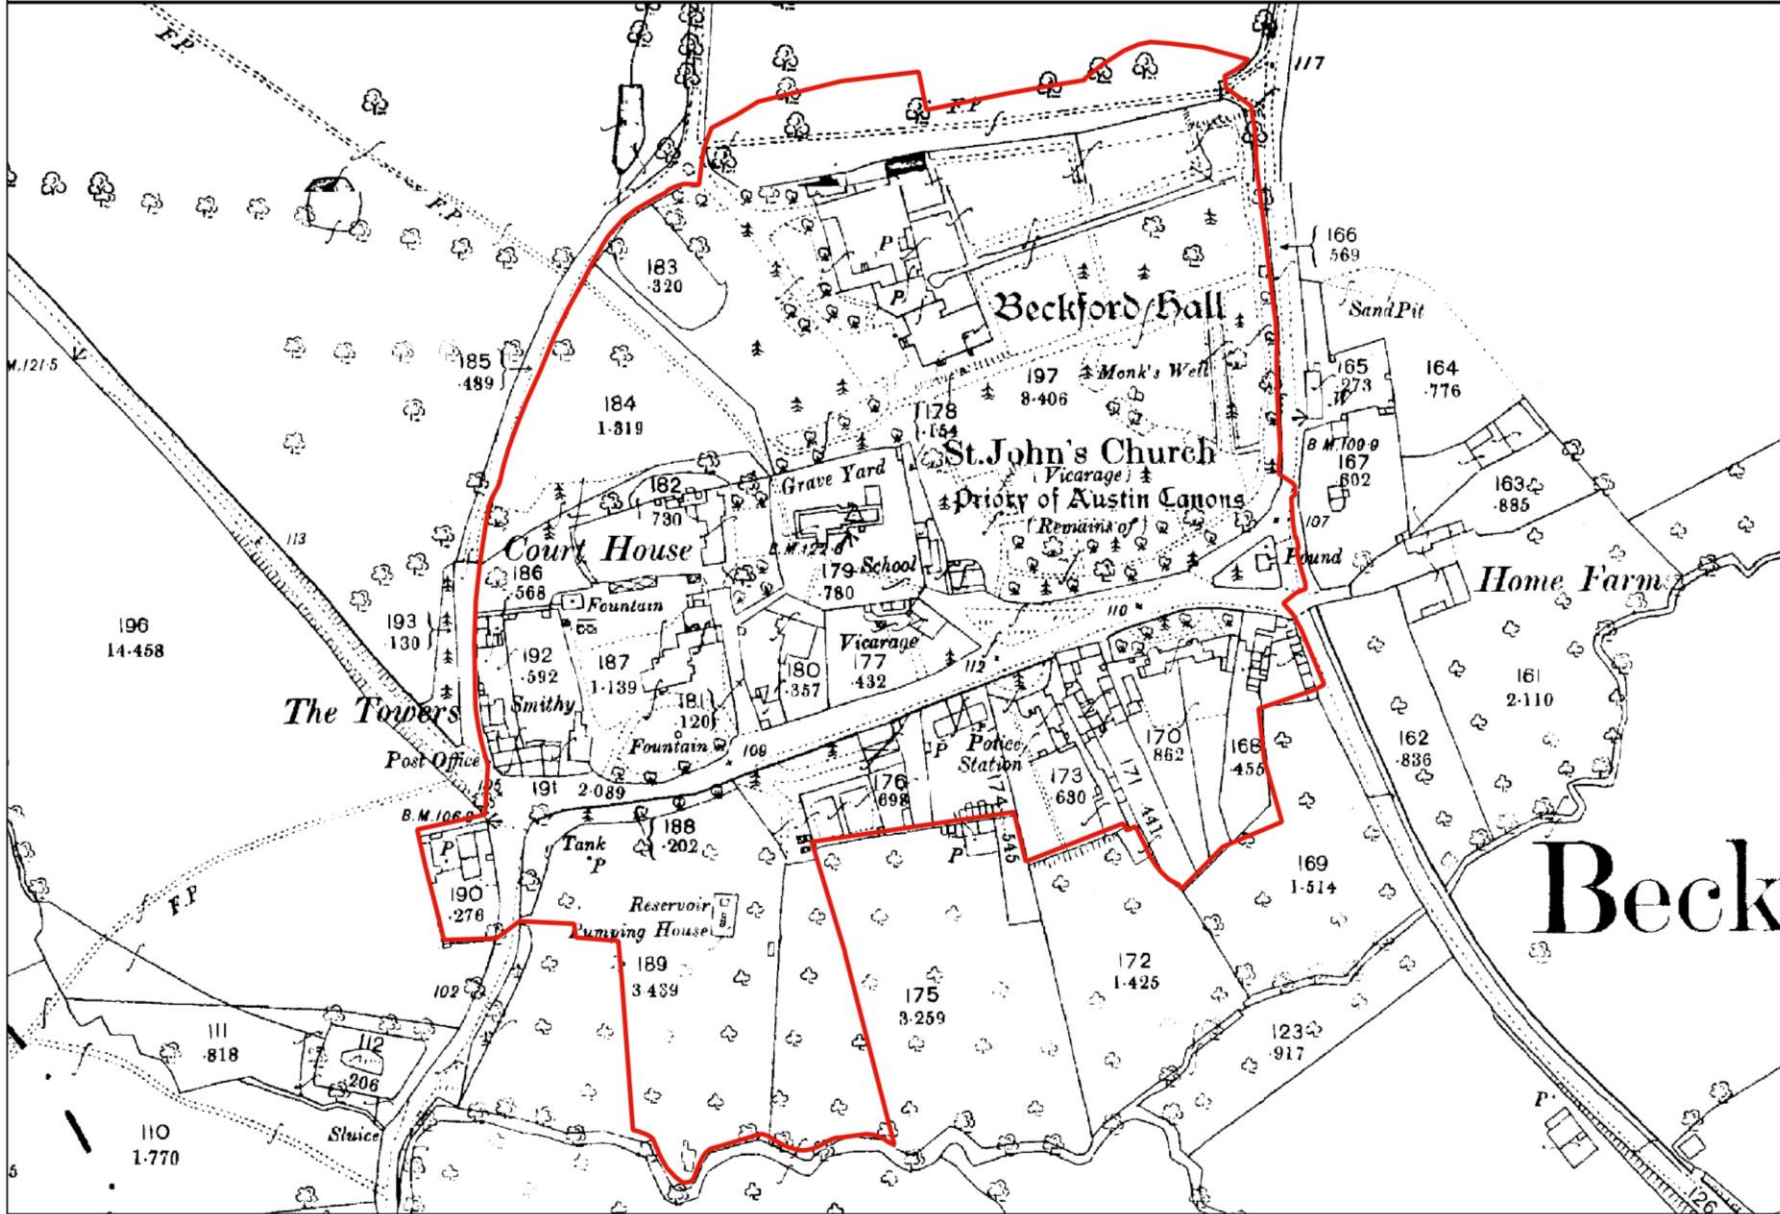 F.P.
117
F.P
F.P.
P
166
569
183
.320
P
Beckford Hall
Sand Pit
M.121.5
185
.489
197
8.406
Monk's Well
165
.273
W
164
.776
184
1.319
178
1.154
St. John's Church
(Vicarage)
Priory of Austin Canons
(Remains of)
B.M.109.9
167
602
163
.885
Grave Yard
182
730
113
107
Court House
B.M.122.6
School
179
780
Pound
Home Farm
186
568
Fountain
110
193
.130
196
14.458
192
.592
187
1.139
Vicarage
180
.357
177
.432
112
161
2.110
The Towers
Smithy
181
.120
Fountain
109
Police
Station
P
170
862
168
.455
162
.836
Post Office
105
191
2.089
176
698
174
173
630
171
441
B.M.106.9
P
188
.202
Tank
P
P
545
169
1.514
Beck
190
.276
F.P
Reservoir
Pumping House
189
3.439
172
1.425
102
175
3.259
111
.818
112
206
123
.917
P
110
1.770
Sluice
5
126